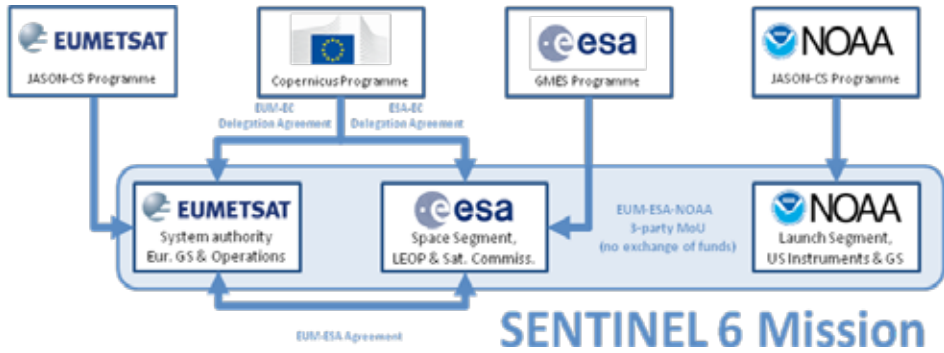 EUMETSAT
JASON-CS Programme
Copernicus Programme
esa
GMES Programme
NOAA
JASON-CS Programme
EUM-EC
Delegation Agreement
ESA-EC
Delegation Agreement
EUMETSAT
System authority
Eur. GS & Operations
esa
Space Segment,
LEOP & Sat. Commiss.
EUM-ESA-NOAA
3-party MoU
(no exchange of funds)
NOAA
Launch Segment,
US Instruments & GS
EUM-ESA Agreement
SENTINEL 6 Mission